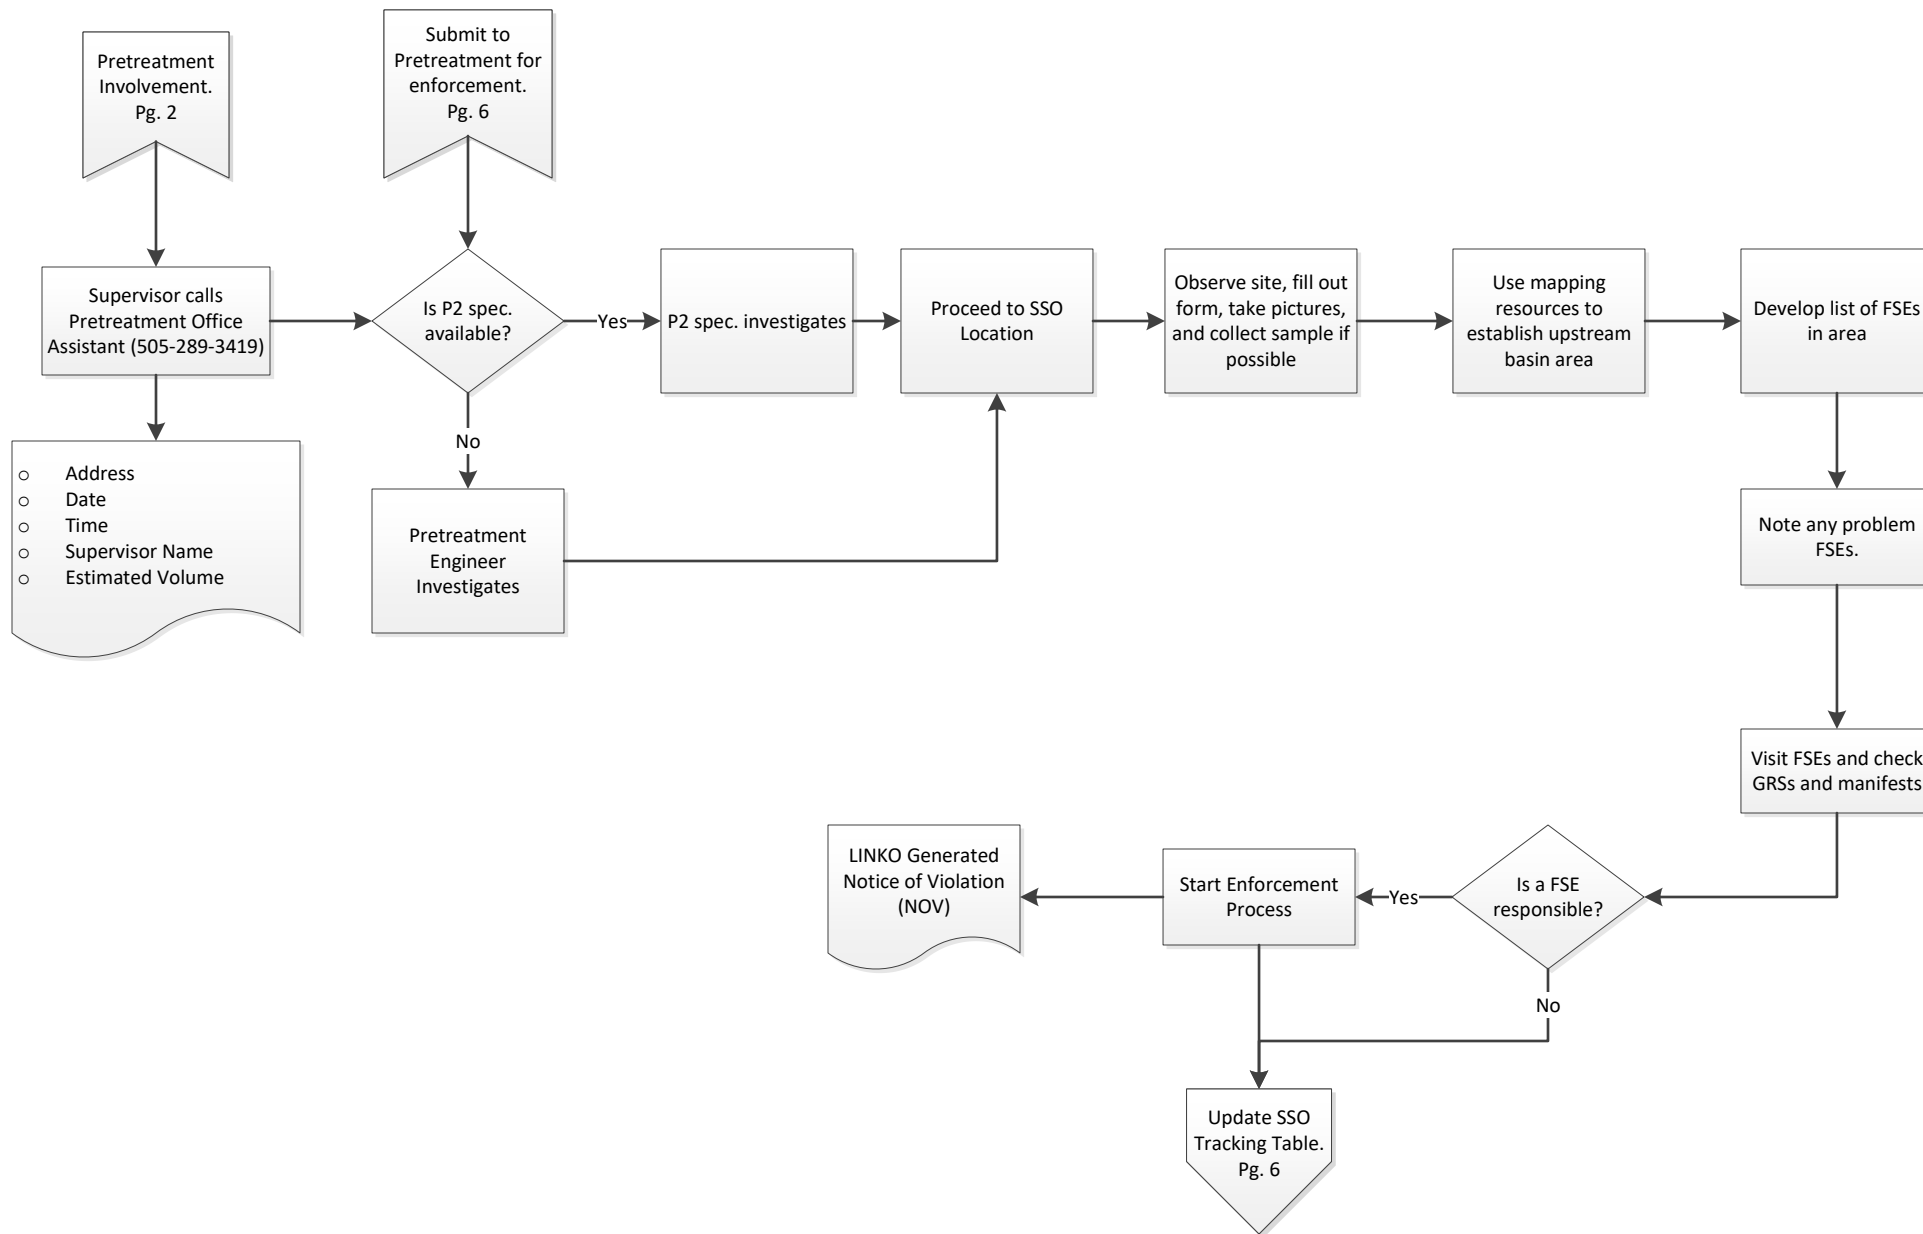 Pretreatment
Involvement.
Pg. 2
Submit to
Pretreatment for
enforcement.
Pg. 6
Supervisor calls
Pretreatment Office
Assistant (505-289-3419)
Is P2 spec.
available?
Yes
P2 spec. investigates
Proceed to SSO
Location
Observe site, fill out
form, take pictures,
and collect sample if
possible
Use mapping
resources to
establish upstream
basin area
Develop list of FSEs
in area
o Address
o Date
o Time
o Supervisor Name
o Estimated Volume
No
Pretreatment
Engineer
Investigates
Note any problem
FSEs.
Visit FSEs and check
GRSs and manifests
Is a FSE
responsible?
Yes
Start Enforcement
Process
LINKO Generated
Notice of Violation
(NOV)
No
Update SSO
Tracking Table.
Pg. 6